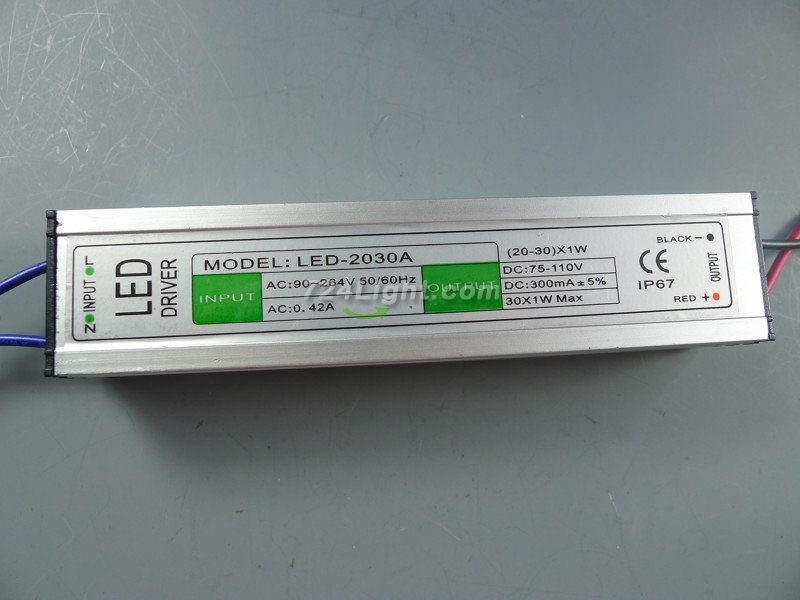 N INPUT L
LED
DRIVER
MODEL: LED-2030A
INPUT
AC:90-264V 50/60Hz
AC:0.42A
OUTPUT
(20-30)X1W
DC:75-110V
DC:300mA±5%
30X1W Max
BLACK -
CE
IP67
RED +
OUTPUT
724Light.com